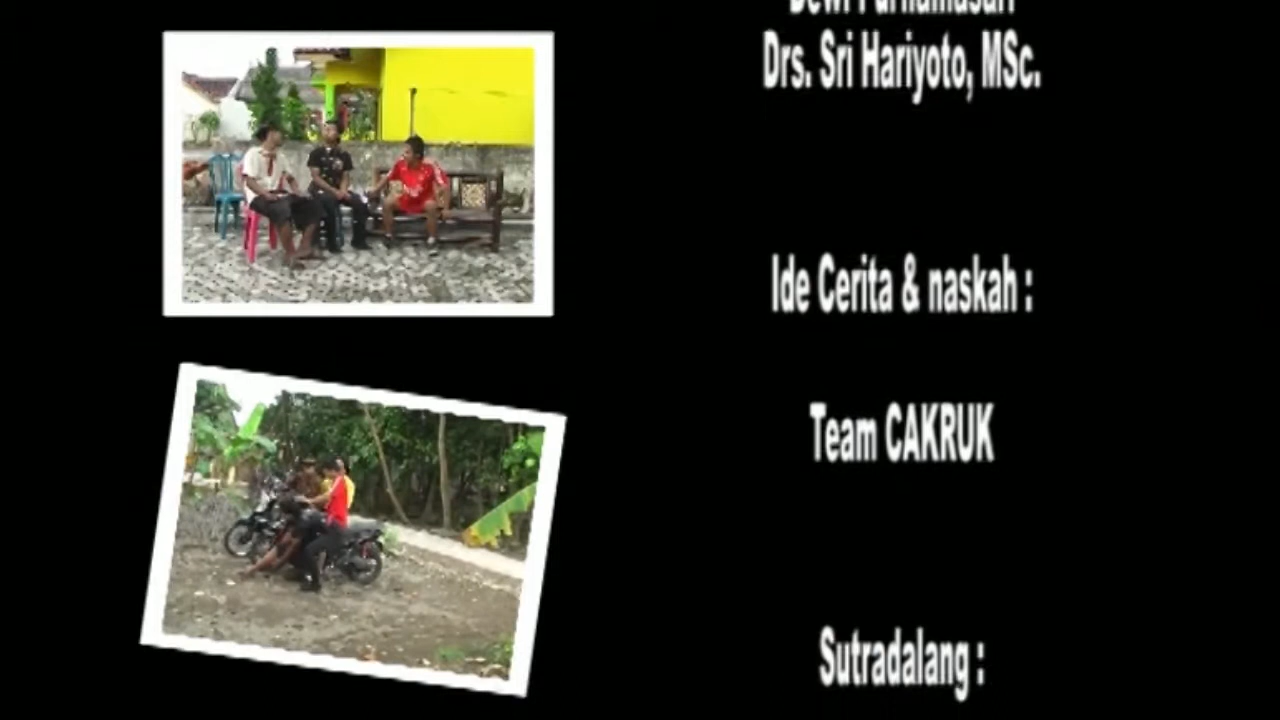 Drs. Sri Hariyoto, MSc.
Ide Cerita & naskah :
Team CAKRUK
Sutradalang :